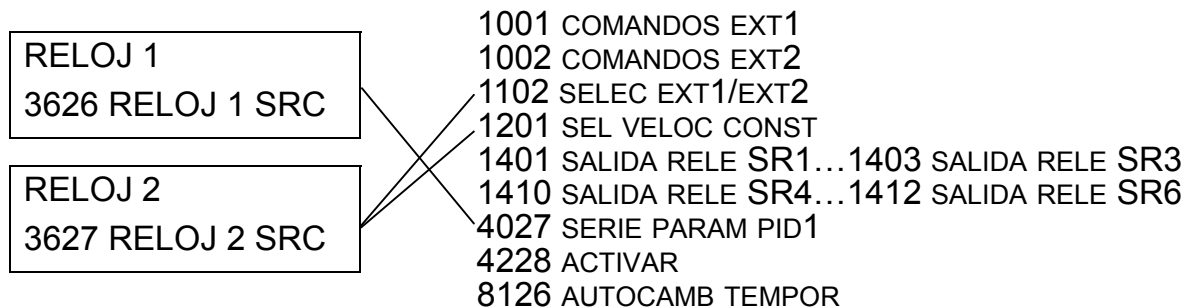 RELOJ 1
3626 RELOJ 1 SRC
RELOJ 2
3627 RELOJ 2 SRC
1001 COMANDOS EXT1
1002 COMANDOS EXT2
1102 SELEC EXT1/EXT2
1201 SEL VELOC CONST
1401 SALIDA RELE SR1...1403 SALIDA RELE SR3
1410 SALIDA RELE SR4...1412 SALIDA RELE SR6
4027 SERIE PARAM PID1
4228 ACTIVAR
8126 AUTOCAMB TEMPOR